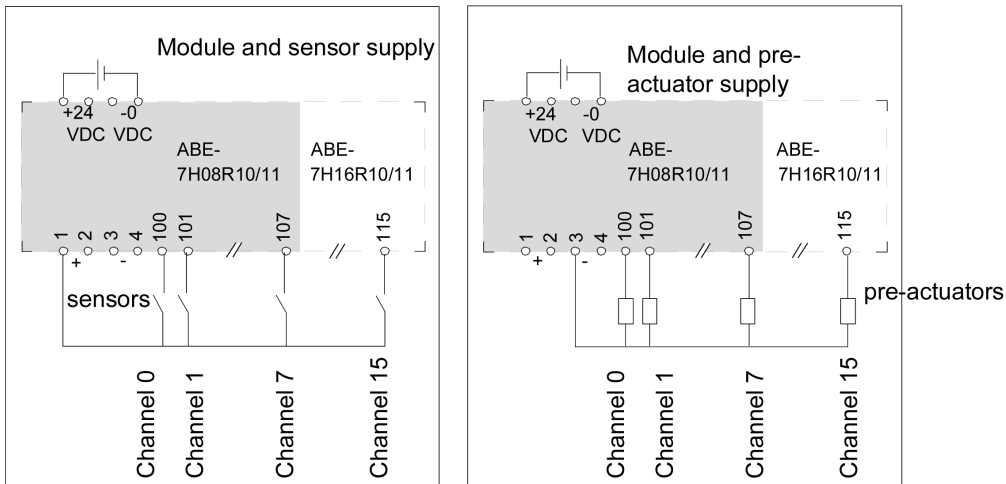 Module and sensor supply
+24 -0
VDC VDC
ABE-
7H08R10/11
ABE-
7H16R10/11
1 2 3 4 100 101 107 115
+ -
sensors
Channel 0
Channel 1
Channel 7
Channel 15
Module and pre-
actuator supply
+24 -0
VDC VDC
ABE-
7H08R10/11
ABE-
7H16R10/11
1 2 3 4 100 101 107 115
+ -
pre-actuators
Channel 0
Channel 1
Channel 7
Channel 15